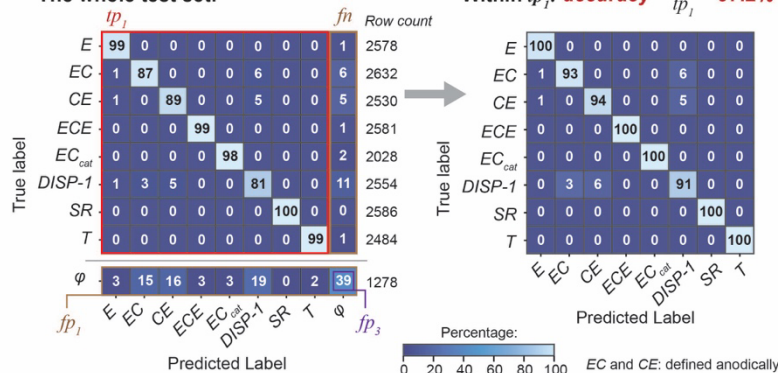 The whole test set:
Within tp1: accuracy
tp1
tp1
fn
Row count
True label
E 99 0 0 0 0 0 0 0 1 2578
EC 1 87 0 0 0 6 0 0 6 2632
CE 1 0 89 0 0 5 0 0 5 2530
ECE 0 0 0 99 0 0 0 0 1 2581
ECcat 0 0 0 0 98 0 0 0 2 2028
DISP-1 1 3 5 0 0 81 0 0 11 2554
SR 0 0 0 0 0 0 100 0 0 2586
T 0 0 0 0 0 0 0 99 1 2484
φ 3 15 16 3 3 19 0 2 39 1278
fp1
E EC CE ECE ECcat DISP-1 SR T φ
fp3
Predicted Label
True label
E 100 0 0 0 0 0 0 0
EC 1 93 0 0 0 6 0 0
CE 1 0 94 0 0 5 0 0
ECE 0 0 0 100 0 0 0 0
ECcat 0 0 0 0 100 0 0 0
DISP-1 0 3 6 0 0 91 0 0
SR 0 0 0 0 0 0 100 0
T 0 0 0 0 0 0 0 100
E EC CE ECE ECcat DISP-1 SR T
Predicted Label
Percentage:
0 20 40 60 80 100
EC and CE: defined anodically